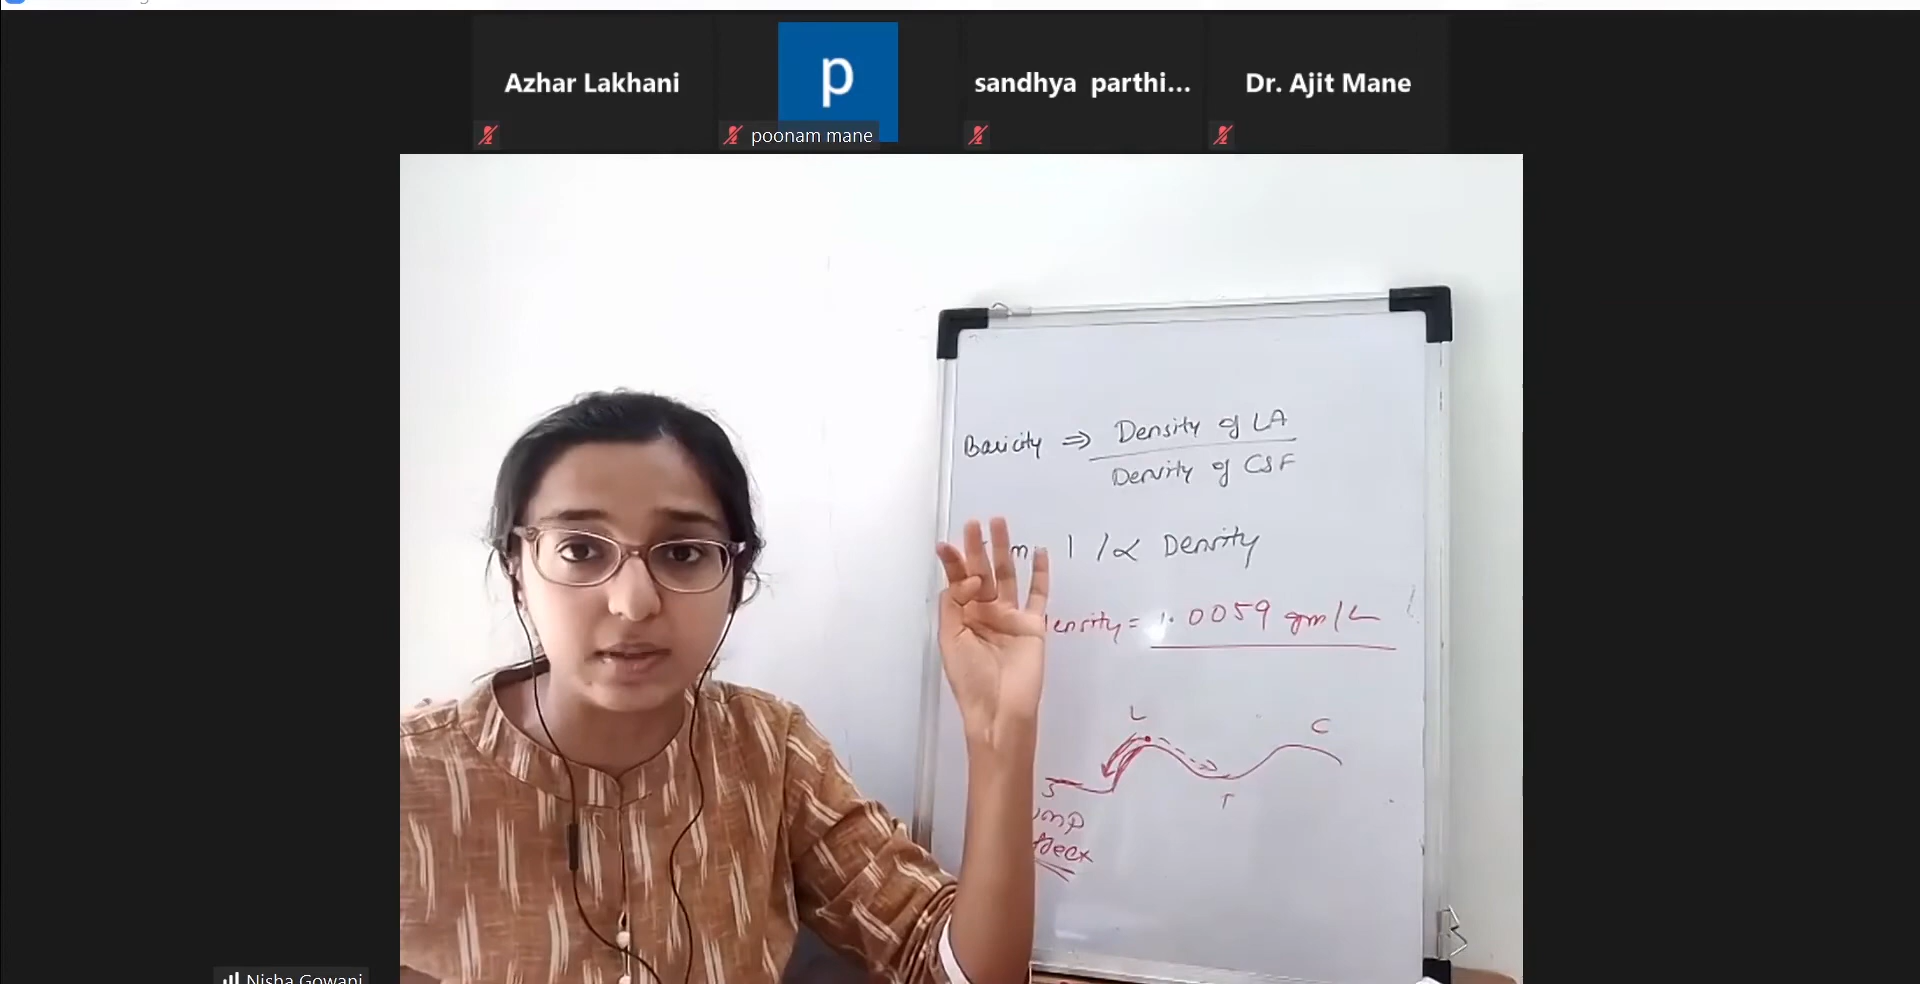 Azhar Lakhani
p
sandhya parthi...
Dr. Ajit Mane
poonam mane
Baricity ⇒ Density of LA
Density of CSF
1 / ∝ Density
ensity = 1.0059 gm/L
L
C
S
T
Nisha Gowani